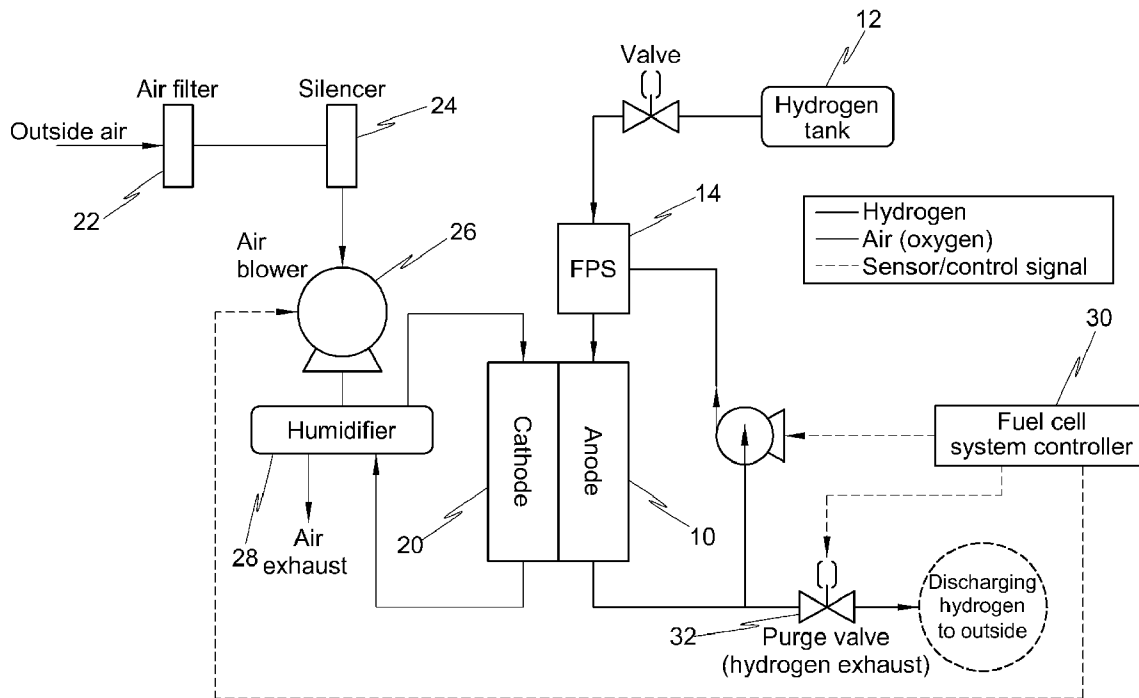 12
Valve
Air filter
Silencer
24
Hydrogen
tank
Outside air
22
14
Hydrogen
Air (oxygen)
Sensor/control signal
Air
blower
26
FPS
30
Fuel cell
system controller
Humidifier
Cathode
Anode
28
Air
exhaust
20
10
Discharging
hydrogen
to outside
32
Purge valve
(hydrogen exhaust)